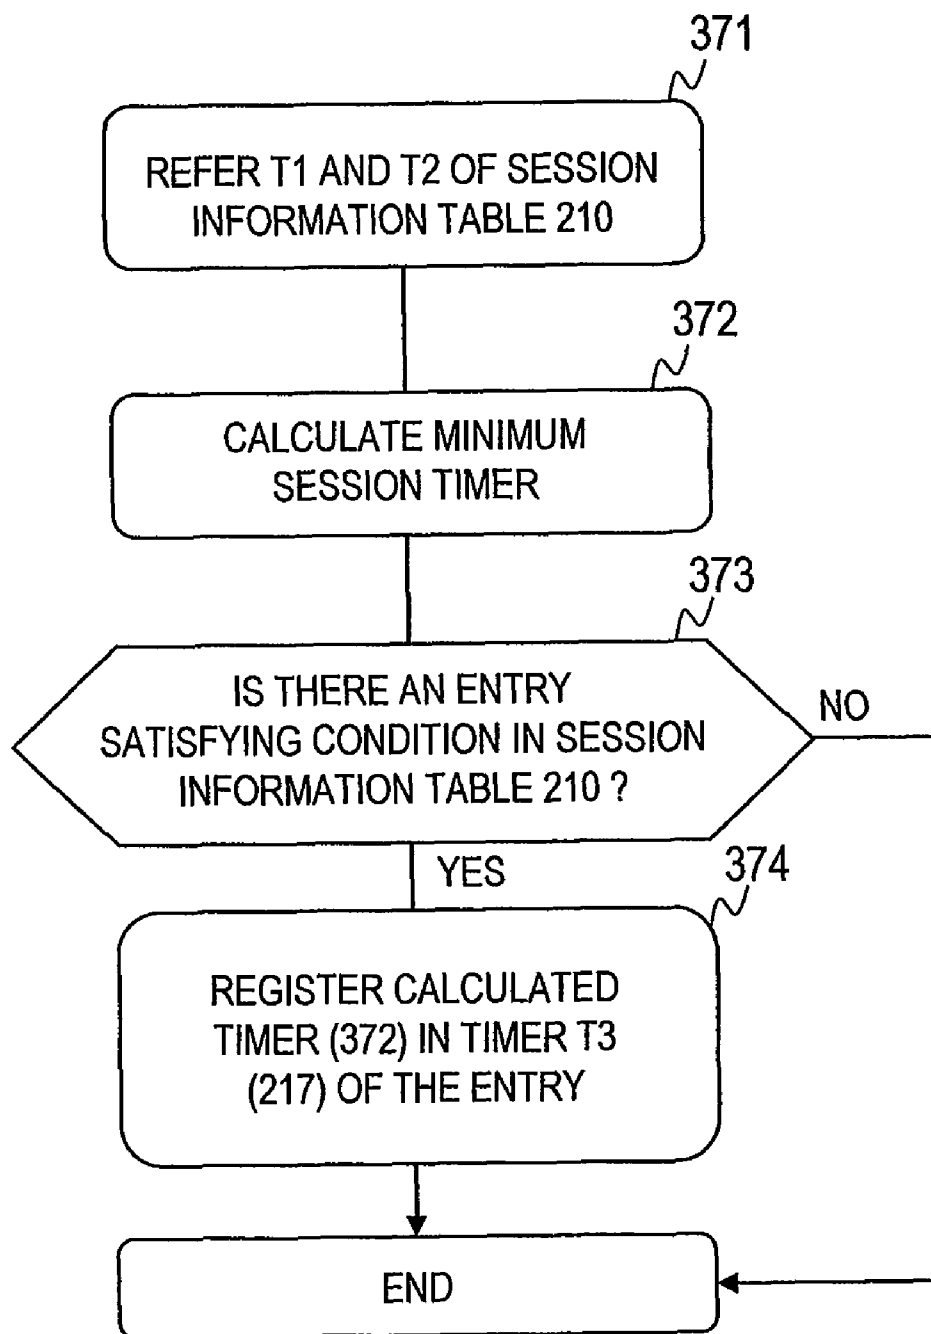 371
REFER T1 AND T2 OF SESSION
INFORMATION TABLE 210
372
CALCULATE MINIMUM
SESSION TIMER
373
IS THERE AN ENTRY
SATISFYING CONDITION IN SESSION
INFORMATION TABLE 210 ?
NO
YES
374
REGISTER CALCULATED
TIMER (372) IN TIMER T3
(217) OF THE ENTRY
END